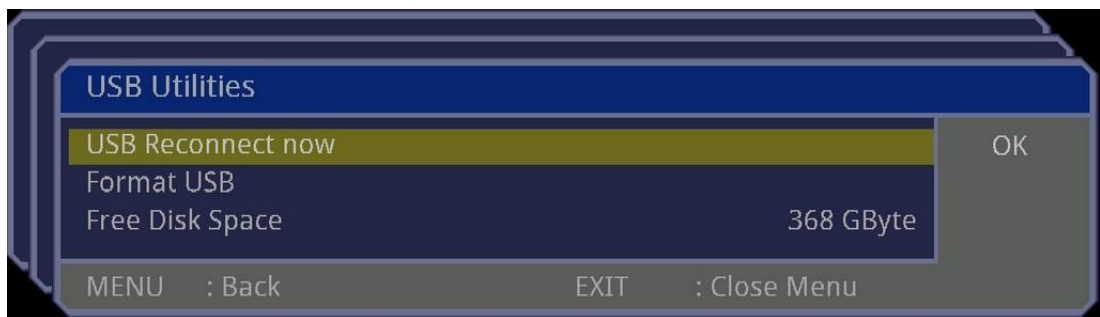 USB Utilities
USB Reconnect now OK
Format USB
Free Disk Space 368 GByte
MENU : Back EXIT : Close Menu